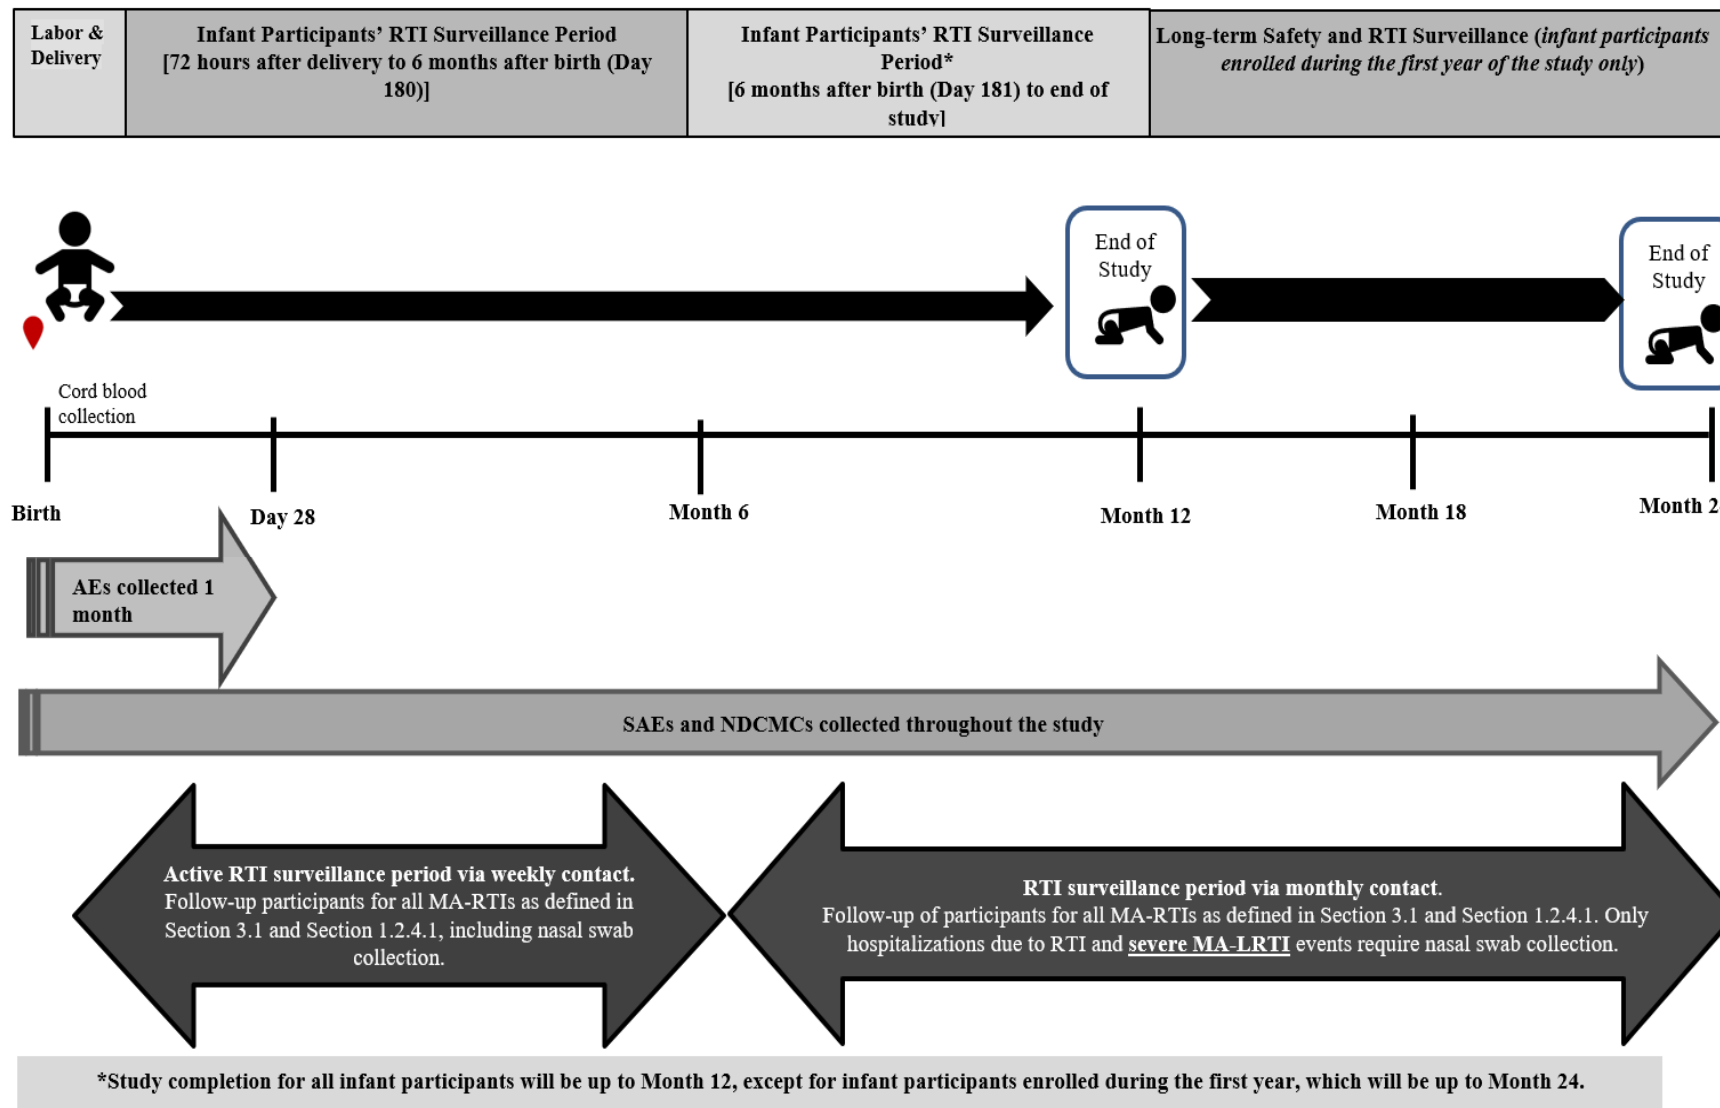 Labor &
Delivery
Infant Participants' RTI Surveillance Period
[72 hours after delivery to 6 months after birth (Day
180)]
Infant Participants' RTI Surveillance
Period*
[6 months after birth (Day 181) to end of
study]
Long-term Safety and RTI Surveillance (infant participants
enrolled during the first year of the study only)
End of
Study
End of
Study
Cord blood
collection
Birth
Day 28
Month 6
Month 12
Month 18
Month 2
AEs collected 1
month
SAEs and NDCMCs collected throughout the study
Active RTI surveillance period via weekly contact.
Follow-up participants for all MA-RTIs as defined in
Section 3.1 and Section 1.2.4.1, including nasal swab
collection.
RTI surveillance period via monthly contact.
Follow-up of participants for all MA-RTIs as defined in Section 3.1 and Section 1.2.4.1. Only
hospitalizations due to RTI and severe MA-LRTI events require nasal swab collection.
*Study completion for all infant participants will be up to Month 12, except for infant participants enrolled during the first year, which will be up to Month 24.